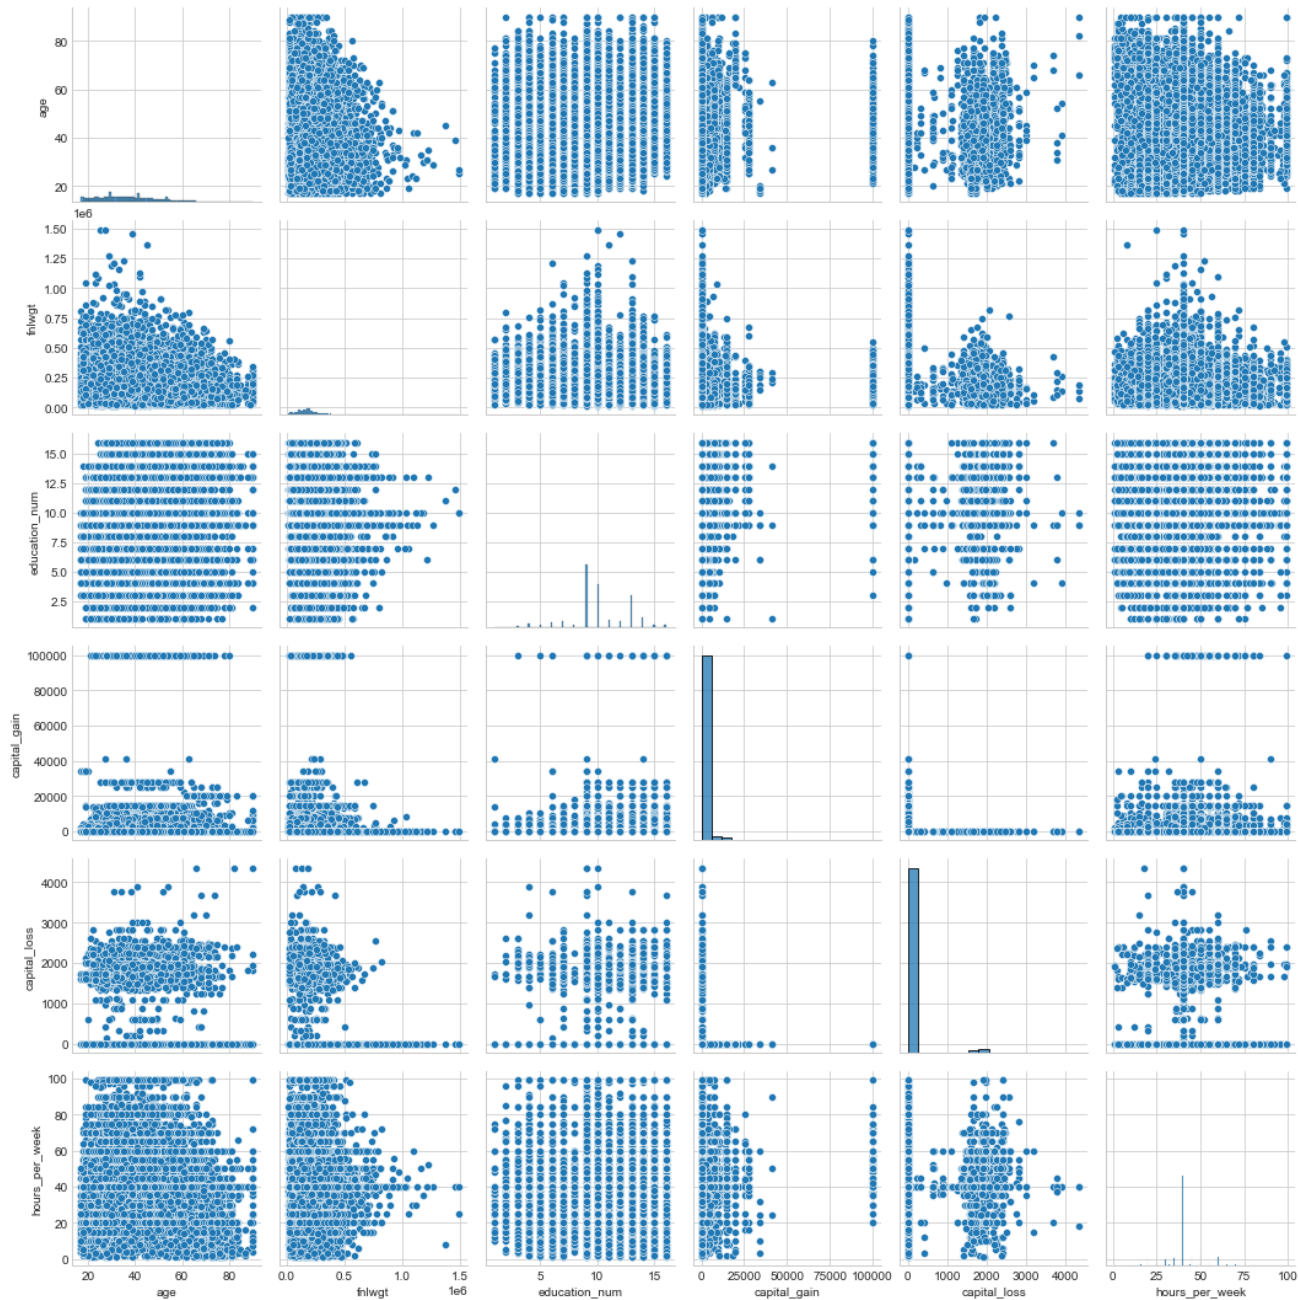 80
60
40
20
age
1e6
1.50
1.25
1.00
0.75
0.50
0.25
0.00
fnlwgt
15.0
12.5
10.0
7.5
5.0
2.5
education_num
100000
80000
60000
40000
20000
0
capital_gain
4000
3000
2000
1000
0
capital_loss
100
80
60
40
20
0
hours_per_week
20 40 60 80
age
0.0 0.5 1.0 1.5
1e6
fnlwgt
5 10 15
education_num
0 25000 50000 75000 100000
capital_gain
0 1000 2000 3000 4000
capital_loss
0 25 50 75 100
hours_per_week